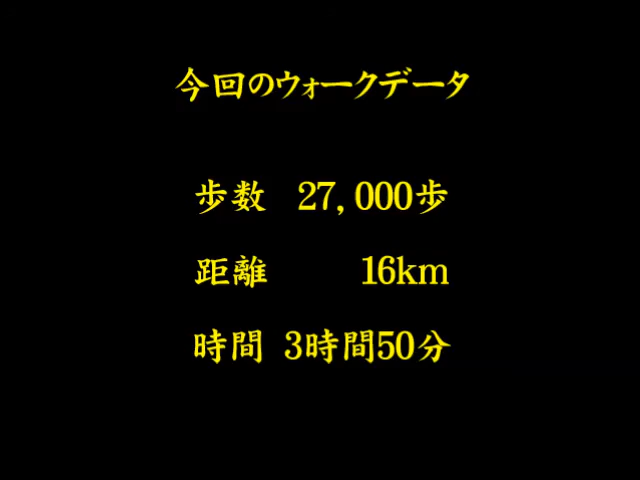 今回のウォークデータ
歩数 27,000歩
距離 16km
時間 3時間50分